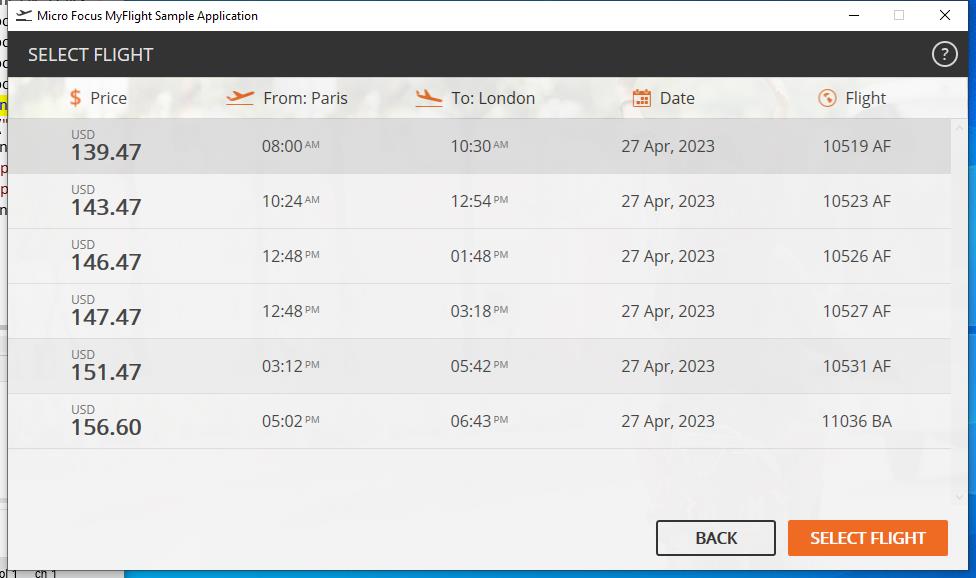 Micro Focus MyFlight Sample Application
SELECT FLIGHT ?
$ Price From: Paris To: London Date Flight
USD
139.47 08:00 AM 10:30 AM 27 Apr, 2023 10519 AF
USD
143.47 10:24 AM 12:54 PM 27 Apr, 2023 10523 AF
USD
146.47 12:48 PM 01:48 PM 27 Apr, 2023 10526 AF
USD
147.47 12:48 PM 03:18 PM 27 Apr, 2023 10527 AF
USD
151.47 03:12 PM 05:42 PM 27 Apr, 2023 10531 AF
USD
156.60 05:02 PM 06:43 PM 27 Apr, 2023 11036 BA
BACK SELECT FLIGHT
ol 1 ch 1